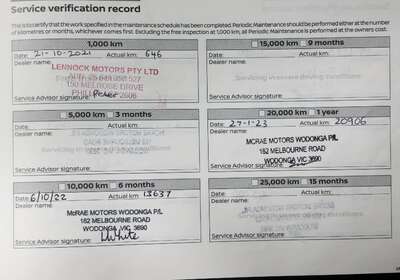 Service verification record
This is to certify that the work specified in the maintenance schedule has been completed. Periodic Maintenance should be performed either at the number
of kilometres or months, whichever comes first. Excluding the free inspection at 1,000 km, all Periodic Maintenance is performed at the owners cost.
1,000 km
Date: 21-10-2021 Actual km: 646
Dealer name:
LENNOCK MOTORS PTY LTD
150 MELROSE DRIVE
PHILLIP 2606
Service Advisor signature:
5,000 km 3 months
Date: Actual km:
Dealer name:
Service Advisor signature:
10,000 km 6 months
Date: 6/10/22 Actual km: 13637
Dealer name:
McRAE MOTORS WODONGA P/L
182 MELBOURNE ROAD
WODONGA VIC 3690
Service Advisor signature: White
15,000 km 9 months
Date: Actual km:
Dealer name:
Service Advisor signature:
20,000 km 1 year
Date: 27-1-23 Actual km: 20906
Dealer name:
McRAE MOTORS WODONGA P/L
182 MELBOURNE ROAD
WODONGA VIC 3690
Service Advisor signature:
25,000 km 15 months
Date: Actual km:
Dealer name:
Service Advisor signature: